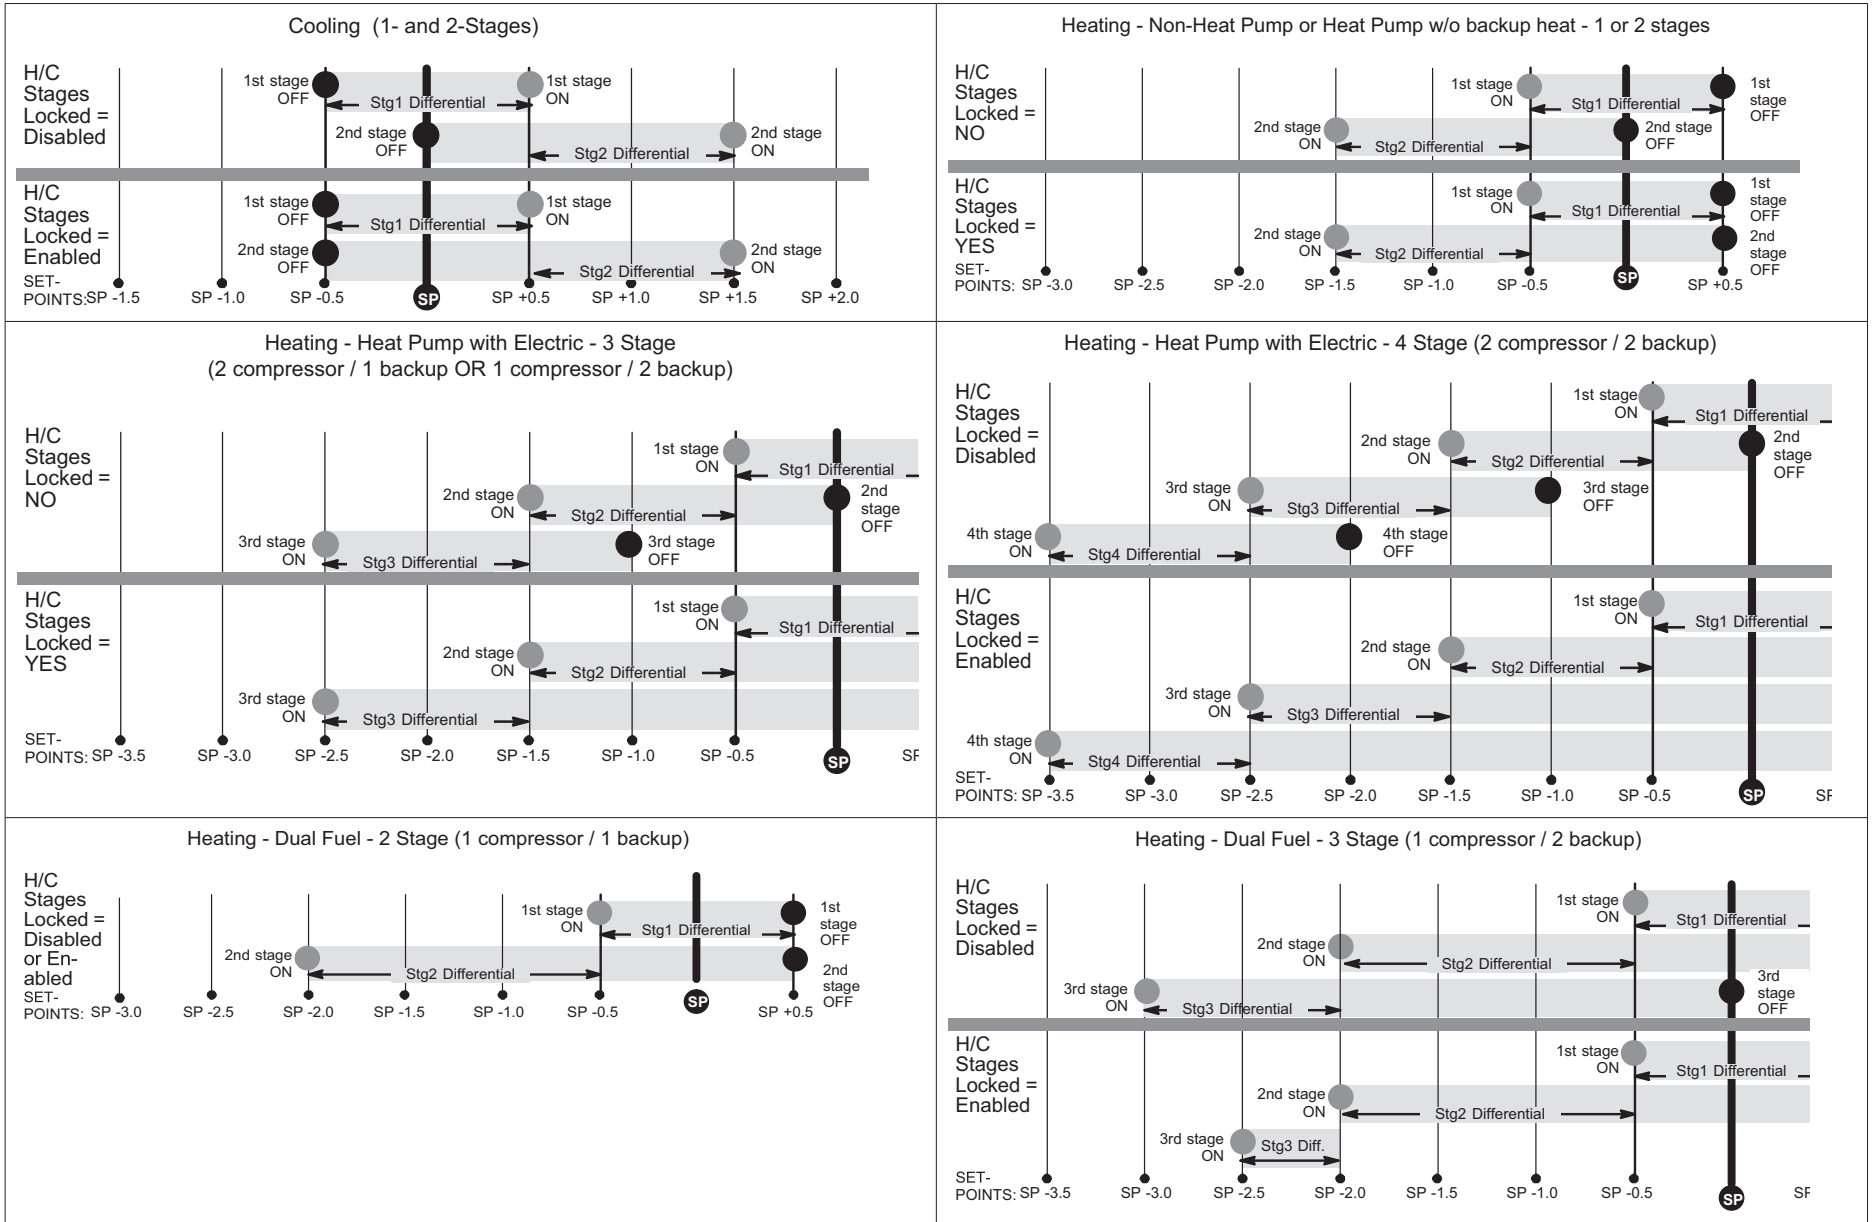 Cooling (1- and 2-Stages)
H/C
Stages
Locked =
Disabled
1st stage
OFF
1st stage
ON
Stg1 Differential
2nd stage
OFF
2nd stage
ON
Stg2 Differential
H/C
Stages
Locked =
Enabled
1st stage
OFF
1st stage
ON
Stg1 Differential
2nd stage
OFF
2nd stage
ON
Stg2 Differential
SET-
POINTS: SP -1.5 SP -1.0 SP -0.5 SP SP +0.5 SP +1.0 SP +1.5 SP +2.0
Heating - Non-Heat Pump or Heat Pump w/o backup heat - 1 or 2 stages
H/C
Stages
Locked =
NO
1st stage
ON
1st
stage
OFF
Stg1 Differential
2nd stage
ON
2nd stage
OFF
Stg2 Differential
H/C
Stages
Locked =
YES
1st stage
ON
1st
stage
OFF
Stg1 Differential
2nd stage
ON
2nd
stage
OFF
Stg2 Differential
SET-
POINTS: SP -3.0 SP -2.5 SP -2.0 SP -1.5 SP -1.0 SP -0.5 SP SP +0.5
Heating - Heat Pump with Electric - 3 Stage
(2 compressor / 1 backup OR 1 compressor / 2 backup)
H/C
Stages
Locked =
NO
1st stage
ON
Stg1 Differential
2nd stage
ON
2nd
stage
OFF
Stg2 Differential
3rd stage
ON
3rd stage
OFF
Stg3 Differential
H/C
Stages
Locked =
YES
1st stage
ON
Stg1 Differential
2nd stage
ON
Stg2 Differential
3rd stage
ON
Stg3 Differential
SET-
POINTS: SP -3.5 SP -3.0 SP -2.5 SP -2.0 SP -1.5 SP -1.0 SP -0.5 SP
Heating - Heat Pump with Electric - 4 Stage (2 compressor / 2 backup)
H/C
Stages
Locked =
Disabled
1st stage
ON
Stg1 Differential
2nd stage
ON
2nd
stage
OFF
Stg2 Differential
3rd stage
ON
3rd stage
OFF
Stg3 Differential
4th stage
ON
4th stage
OFF
Stg4 Differential
H/C
Stages
Locked =
Enabled
1st stage
ON
Stg1 Differential
2nd stage
ON
Stg2 Differential
3rd stage
ON
Stg3 Differential
4th stage
ON
Stg4 Differential
SET-
POINTS: SP -3.5 SP -3.0 SP -2.5 SP -2.0 SP -1.5 SP -1.0 SP -0.5 SP
Heating - Dual Fuel - 2 Stage (1 compressor / 1 backup)
H/C
Stages
Locked =
Disabled
or En-
abled
1st stage
ON
1st
stage
OFF
Stg1 Differential
2nd stage
ON
2nd
stage
OFF
Stg2 Differential
SET-
POINTS: SP -3.0 SP -2.5 SP -2.0 SP -1.5 SP -1.0 SP -0.5 SP SP +0.5
Heating - Dual Fuel - 3 Stage (1 compressor / 2 backup)
H/C
Stages
Locked =
Disabled
1st stage
ON
Stg1 Differential
2nd stage
ON
Stg2 Differential
3rd stage
ON
3rd
stage
OFF
Stg3 Differential
H/C
Stages
Locked =
Enabled
1st stage
ON
Stg1 Differential
2nd stage
ON
Stg2 Differential
3rd stage
ON
Stg3 Diff.
SET-
POINTS: SP -3.5 SP -3.0 SP -2.5 SP -2.0 SP -1.5 SP -1.0 SP -0.5 SP